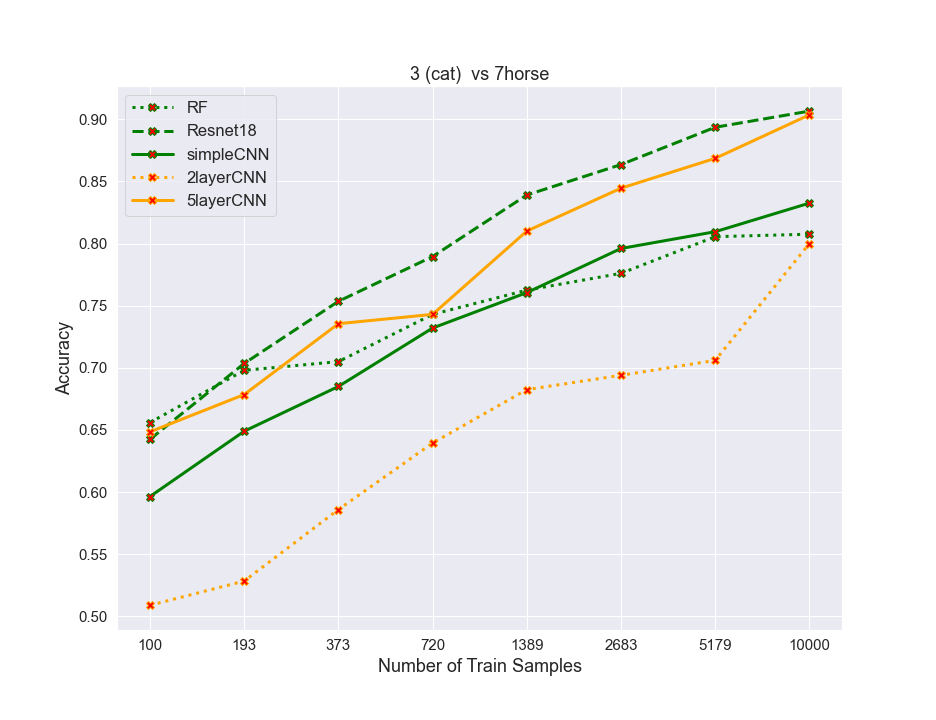 3 (cat)  vs 7horse
RF
Resnet18
simpleCNN
2layerCNN
5layerCNN
Accuracy
0.90
0.85
0.80
0.75
0.70
0.65
0.60
0.55
0.50
100 193 373 720 1389 2683 5179 10000
Number of Train Samples